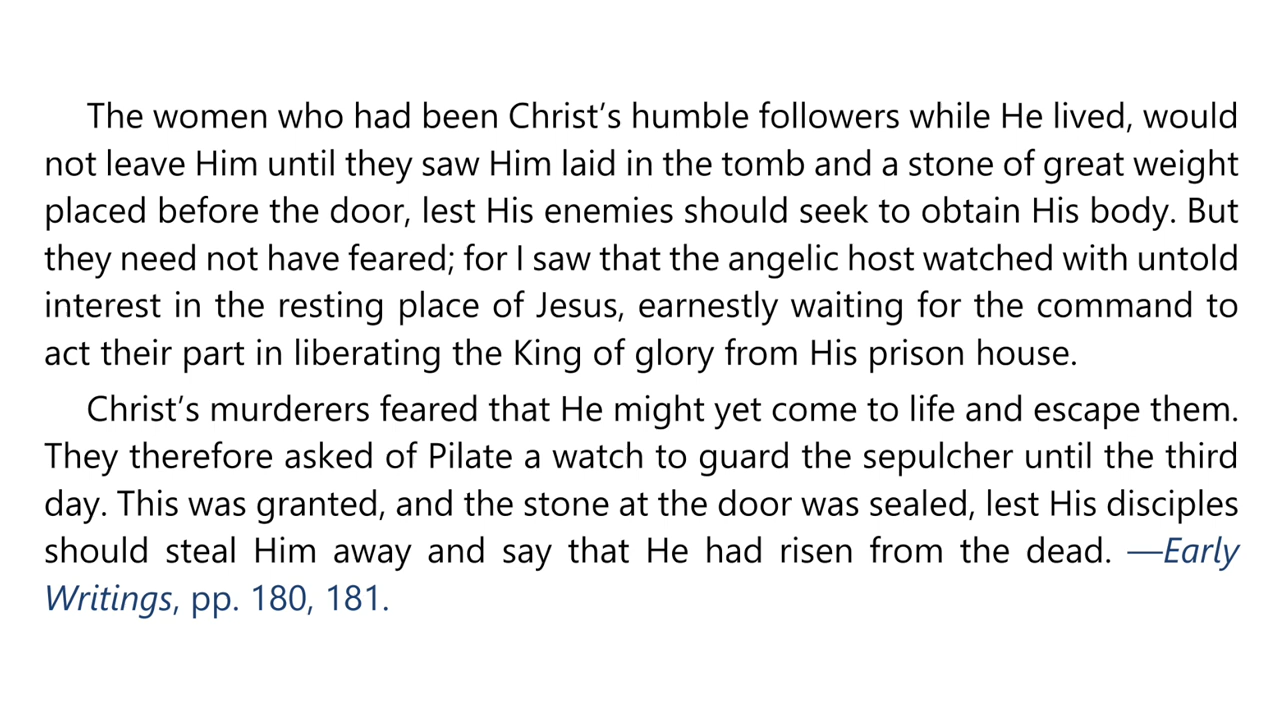 The women who had been Christ’s humble followers while He lived, would
not leave Him until they saw Him laid in the tomb and a stone of great weight
placed before the door, lest His enemies should seek to obtain His body. But
they need not have feared; for I saw that the angelic host watched with untold
interest in the resting place of Jesus, earnestly waiting for the command to
act their part in liberating the King of glory from His prison house.
Christ’s murderers feared that He might yet come to life and escape them.
They therefore asked of Pilate a watch to guard the sepulcher until the third
day. This was granted, and the stone at the door was sealed, lest His disciples
should steal Him away and say that He had risen from the dead. —Early
Writings, pp. 180, 181.